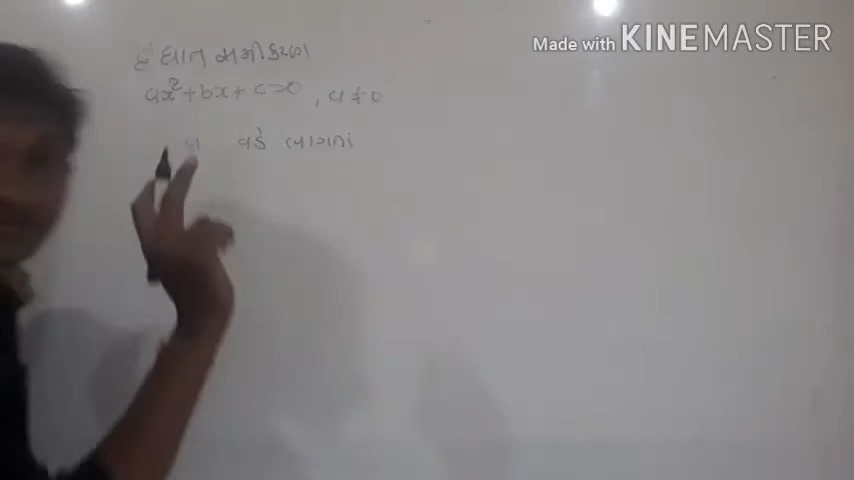 Made with KINEMASTER
દ્વિઘાત સમીકરણ
ax²+bx+c=0 , a≠0
વડે ભાગતાં